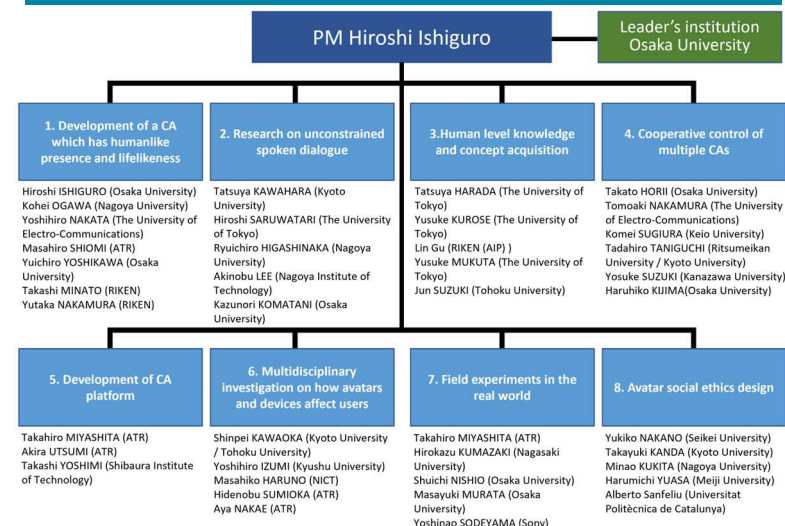 PM Hiroshi Ishiguro
Leader's institution
Osaka University
1. Development of a CA
which has humanlike
presence and lifelikeness
Hiroshi ISHIGURO (Osaka University)
Kohei OGAWA (Nagoya University)
Yoshihiro NAKATA (The University of
Electro-Communications)
Masahiro SHIOMI (ATR)
Yuichiro YOSHIKAWA (Osaka
University)
Takashi MINATO (RIKEN)
Yutaka NAKAMURA (RIKEN)
2. Research on unconstrained
spoken dialogue
Tatsuya KAWAHARA (Kyoto
University)
Hiroshi SARUWATARI (The University
of Tokyo)
Ryuichiro HIGASHINAKA (Nagoya
University)
Akinobu LEE (Nagoya Institute of
Technology)
Kazunori KOMATANI (Osaka
University)
3.Human level knowledge
and concept acquisition
Tatsuya HARADA (The University of
Tokyo)
Yusuke KUROSE (The University of
Tokyo)
Lin Gu (RIKEN (AIP) )
Yusuke MUKUTA (The University of
Tokyo)
Jun SUZUKI (Tohoku University)
4. Cooperative control of
multiple CAs
Takato HORII (Osaka University)
Tomoaki NAKAMURA (The University
of Electro-Communications)
Komei SUGIURA (Keio University)
Tadahiro TANIGUCHI (Ritsumeikan
University / Kyoto University)
Yosuke SUZUKI (Kanazawa University)
Haruhiko KIJIMA(Osaka University)
5. Development of CA
platform
Takahiro MIYASHITA (ATR)
Akira UTSUMI (ATR)
Takashi YOSHIMI (Shibaura Institute
of Technology)
6. Multidisciplinary
investigation on how avatars
and devices affect users
Shinpei KAWAOKA (Kyoto University
/ Tohoku University)
Yoshihiro IZUMI (Kyushu University)
Masahiko HARUNO (NICT)
Hidenobu SUMIOKA (ATR)
Aya NAKAE (ATR)
7. Field experiments in the
real world
Takahiro MIYASHITA (ATR)
Hirokazu KUMAZAKI (Nagasaki
University)
Shuichi NISHIO (Osaka University)
Masayuki MURATA (Osaka
University)
Yoshinao SODEYAMA (Sony)
8. Avatar social ethics design
Yukiko NAKANO (Seikei University)
Takayuki KANDA (Kyoto University)
Minao KUKITA (Nagoya University)
Harumichi YUASA (Meiji University)
Alberto Sanfeliu (Universitat
Politècnica de Catalunya)